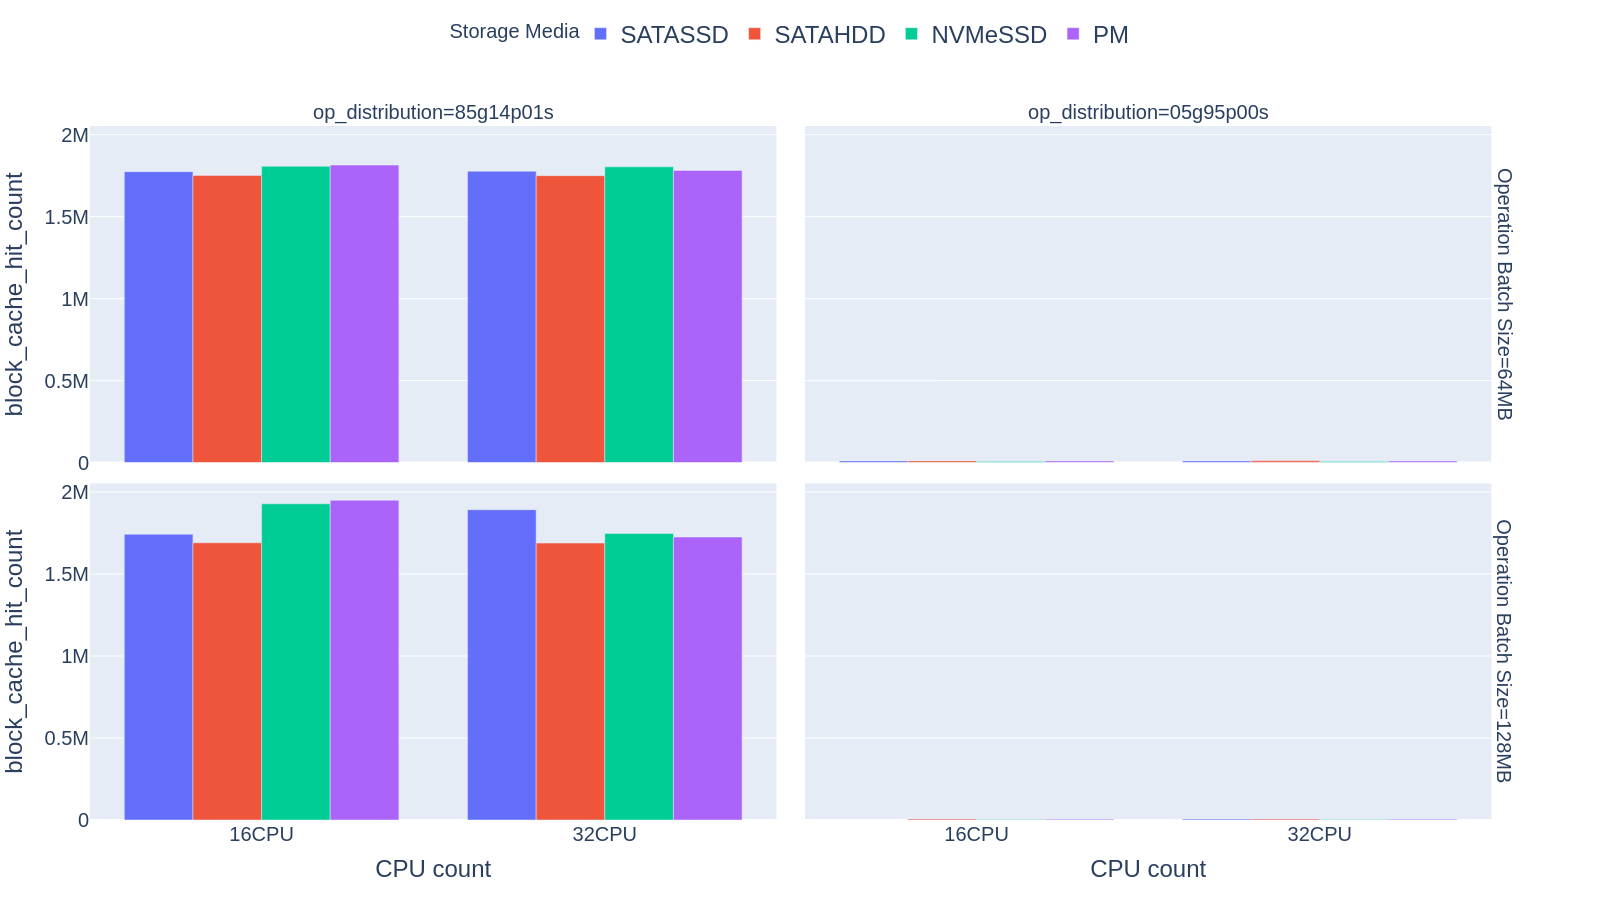 Storage Media SATASSD SATAHDD NVMeSSD PM
op_distribution=85g14p01s op_distribution=05g95p00s
block_cache_hit_count
2M
1.5M
1M
0.5M
0
Operation Batch Size=64MB
block_cache_hit_count
2M
1.5M
1M
0.5M
0
Operation Batch Size=128MB
16CPU 32CPU 16CPU 32CPU
CPU count CPU count